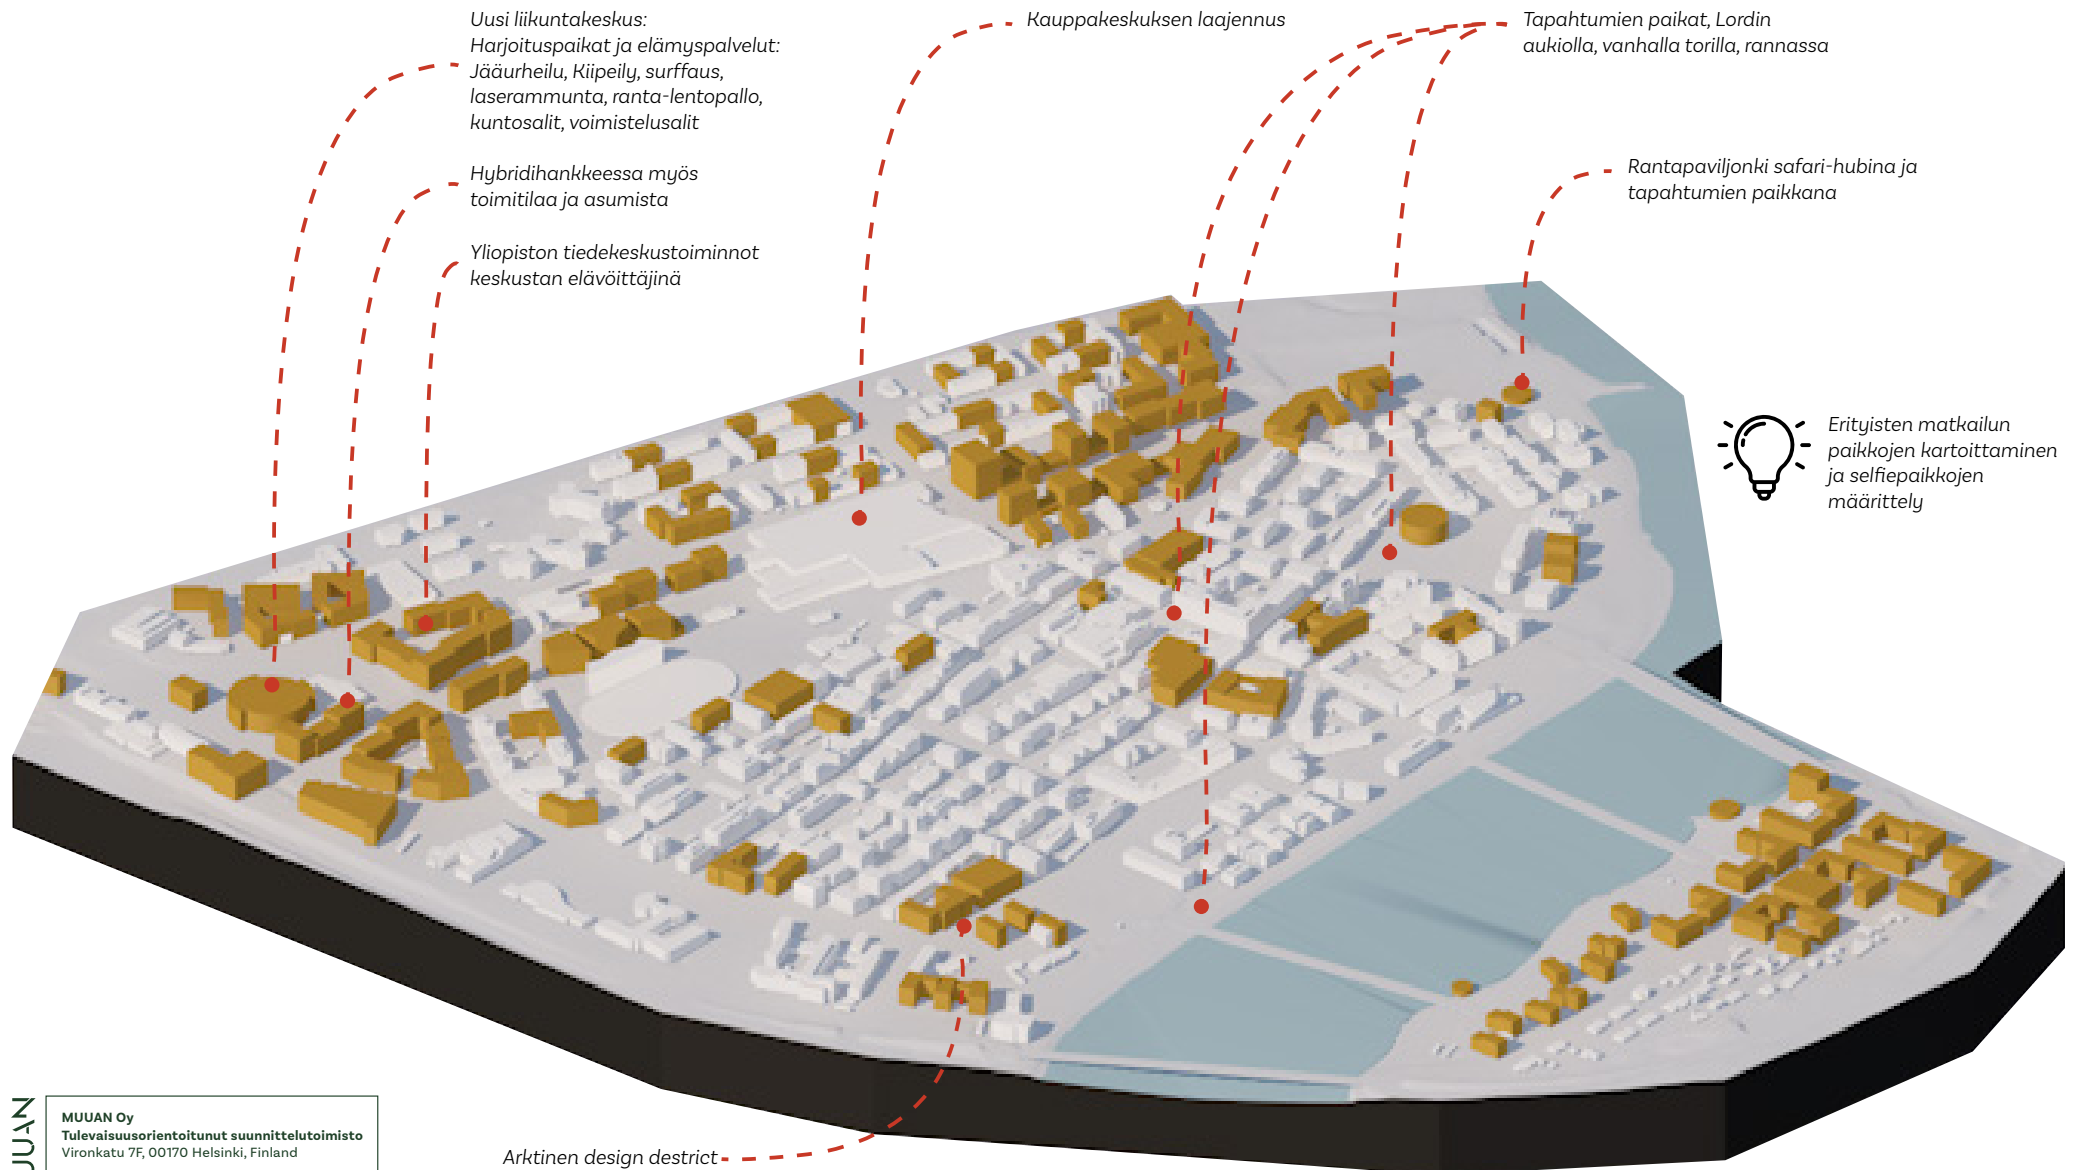 Uusi liikuntakeskus:
Harjoituspaikat ja elämyspalvelut:
Jääurheilu, Kiipeily, surffaus,
laserammunta, ranta-lentopallo,
kuntosalit, voimistelusalit
Hybridihankkeessa myös
toimitilaa ja asumista
Yliopiston tiedekeskustoiminnot
keskustan elävöittäjinä
Kauppakeskuksen laajennus
Tapahtumien paikat, Lordin
aukiolla, vanhalla torilla, rannassa
Rantapaviljonki safari-hubina ja
tapahtumien paikkana
Erityisten matkailun
paikkojen kartoittaminen
ja selfiepaikkojen
määrittely
MUUAN Oy
Tulevaisuusorientoitunut suunnittelutoimisto
Vironkatu 7F, 00170 Helsinki, Finland
Arktinen design destrict